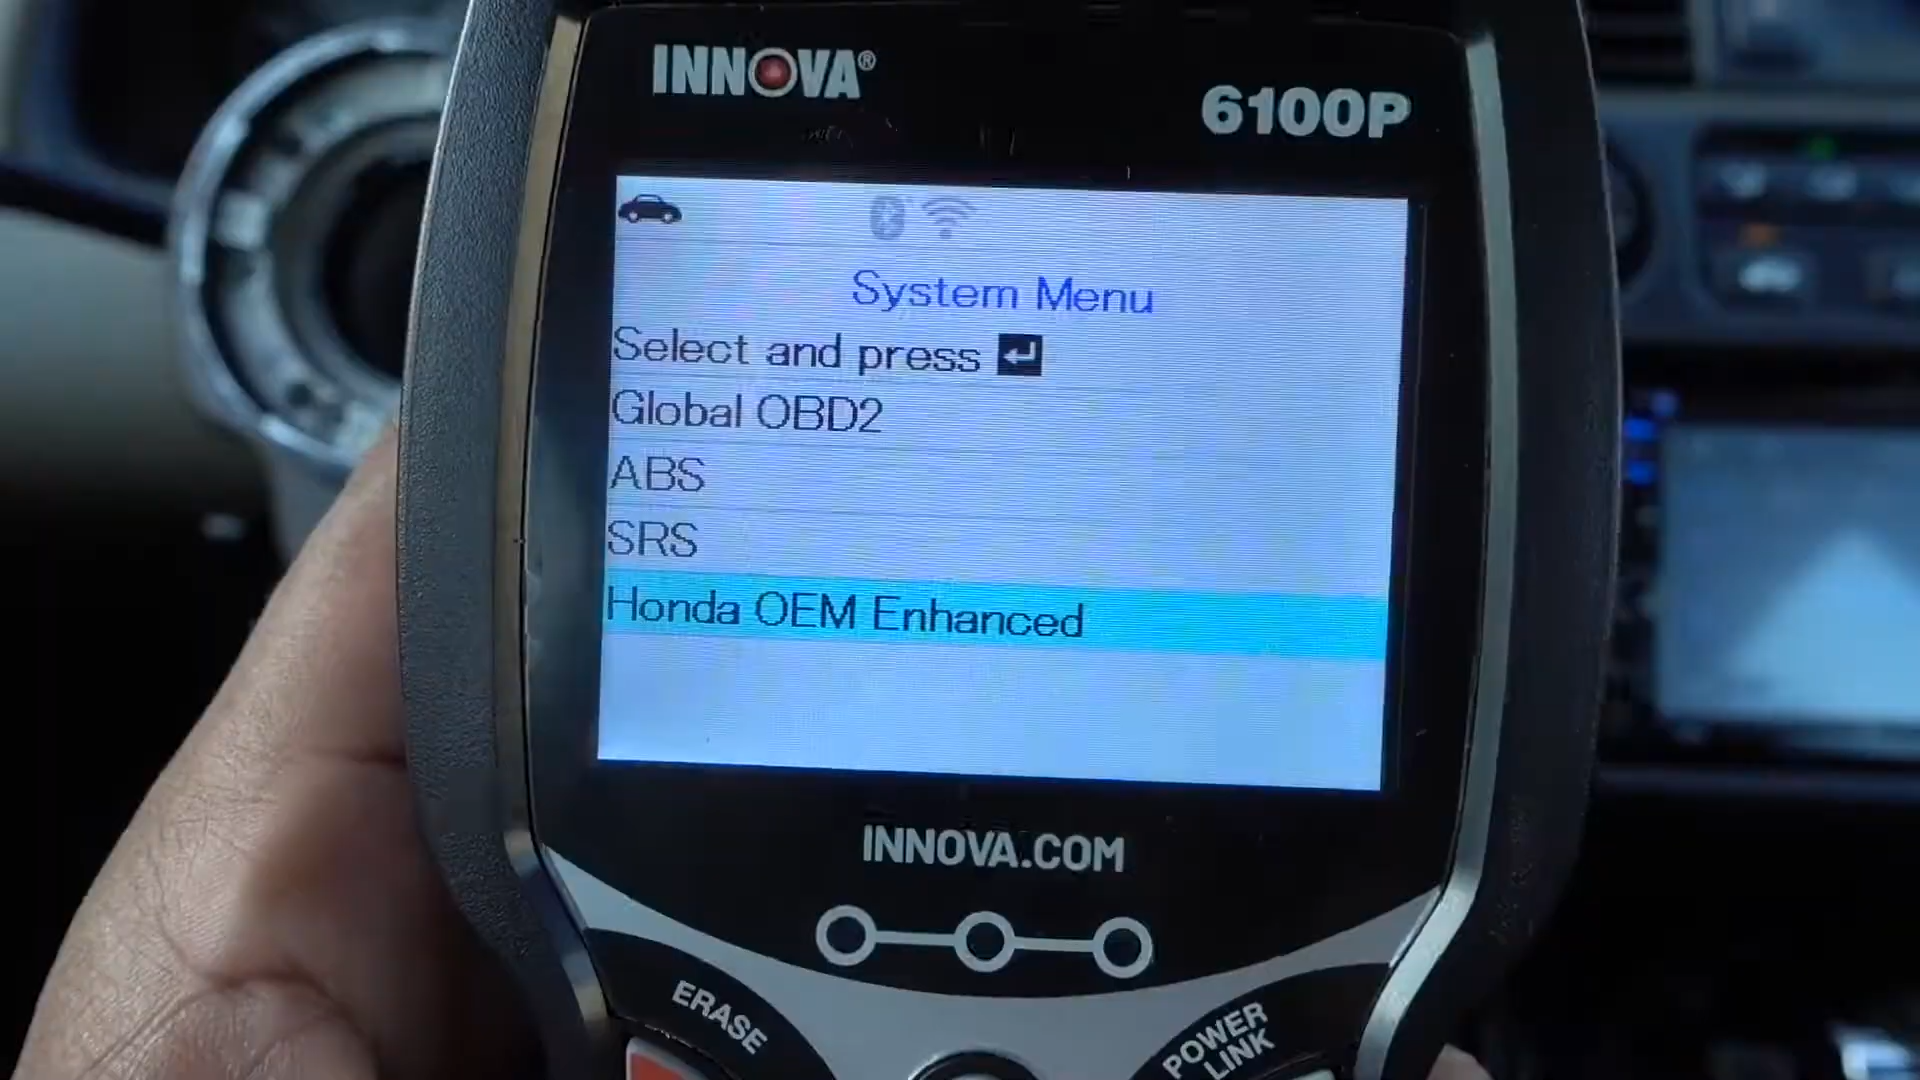 INNOVA®
6100P
System Menu
Select and press
Global OBD2
ABS
SRS
Honda OEM Enhanced
INNOVA.COM
ERASE
POWER
LINK